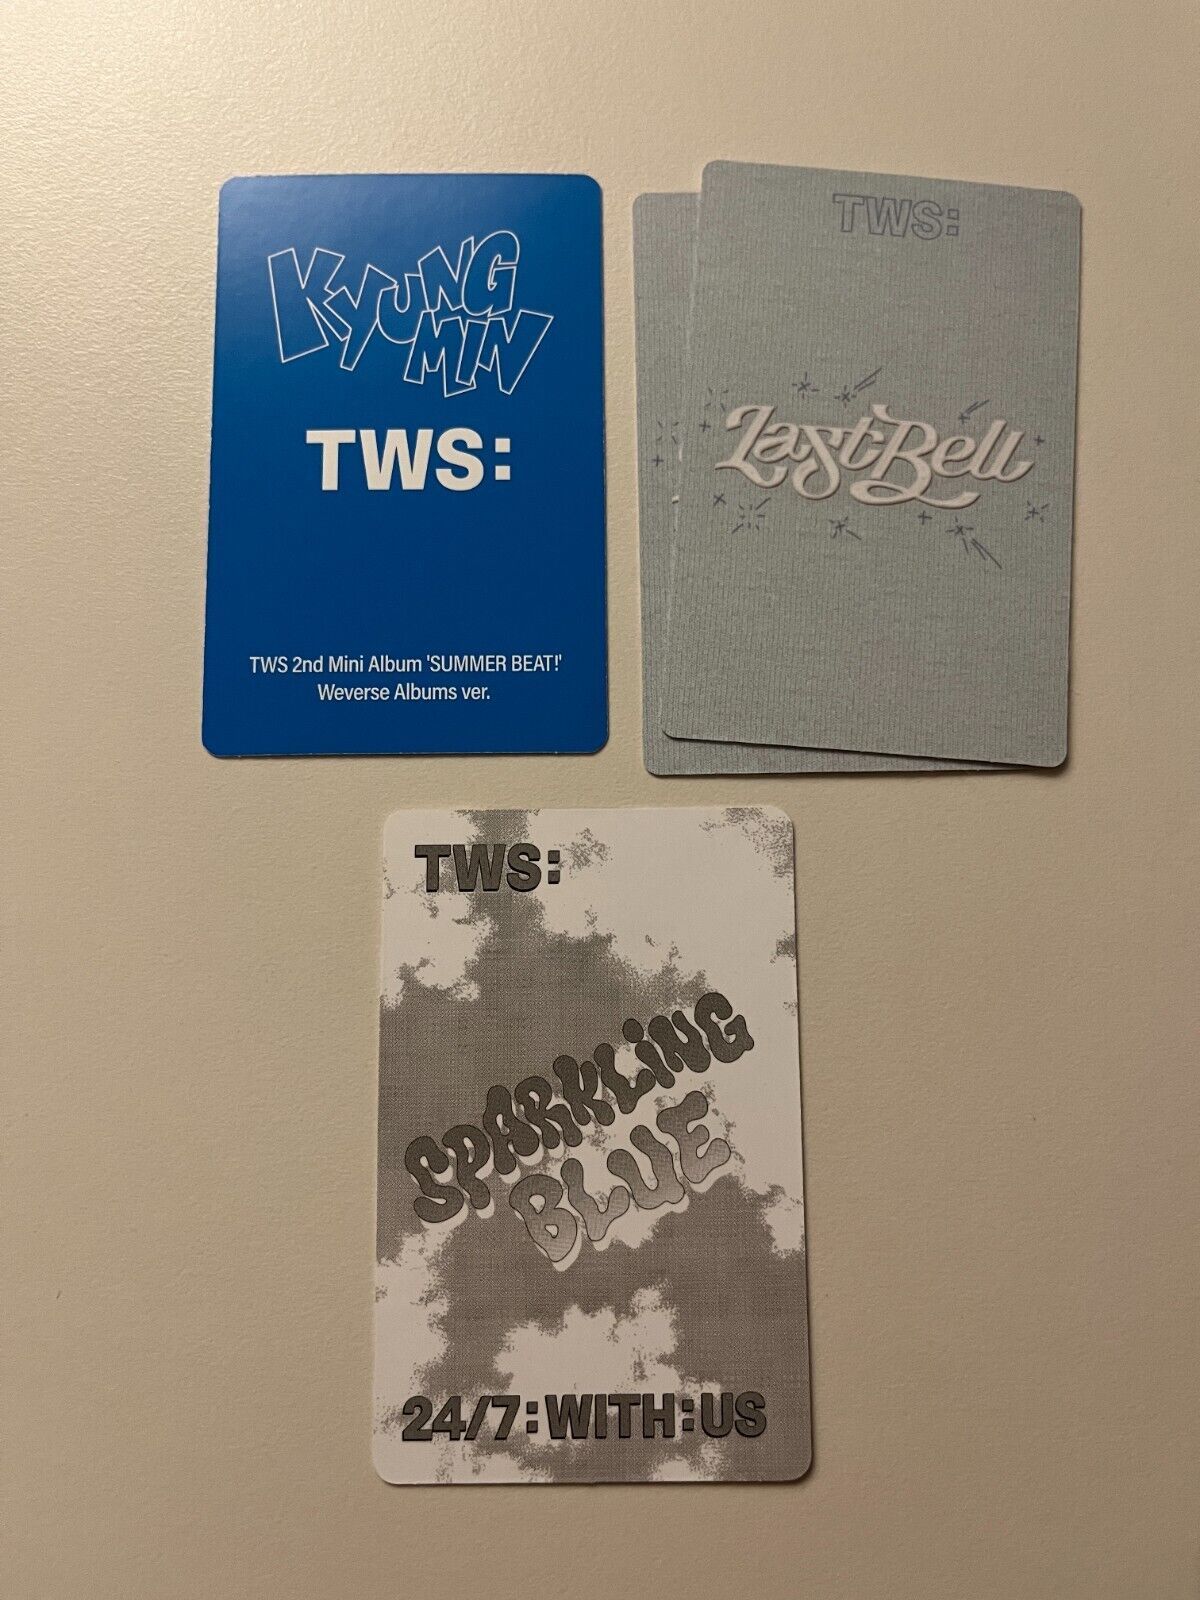 KYUNG
MIN
TWS:
TWS 2nd Mini Album 'SUMMER BEAT!'
Weverse Albums ver.
TWS:
Last Bell
TWS:
SPARKLiNG
BLUE
24/7:WITH:US